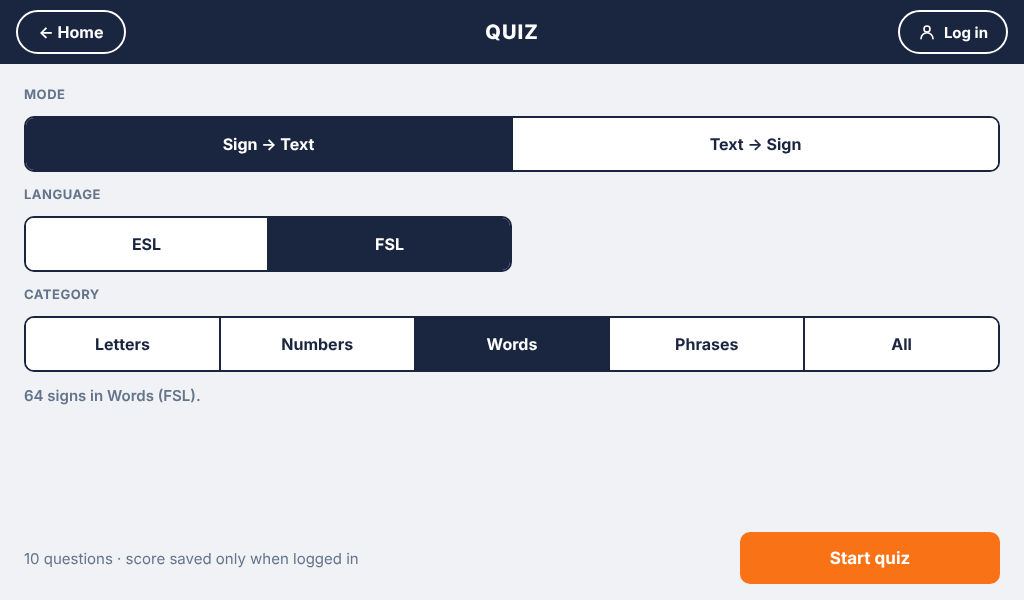 ← Home
QUIZ
Log in
MODE
Sign → Text
Text → Sign
LANGUAGE
ESL
FSL
CATEGORY
Letters
Numbers
Words
Phrases
All
64 signs in Words (FSL).
10 questions · score saved only when logged in
Start quiz